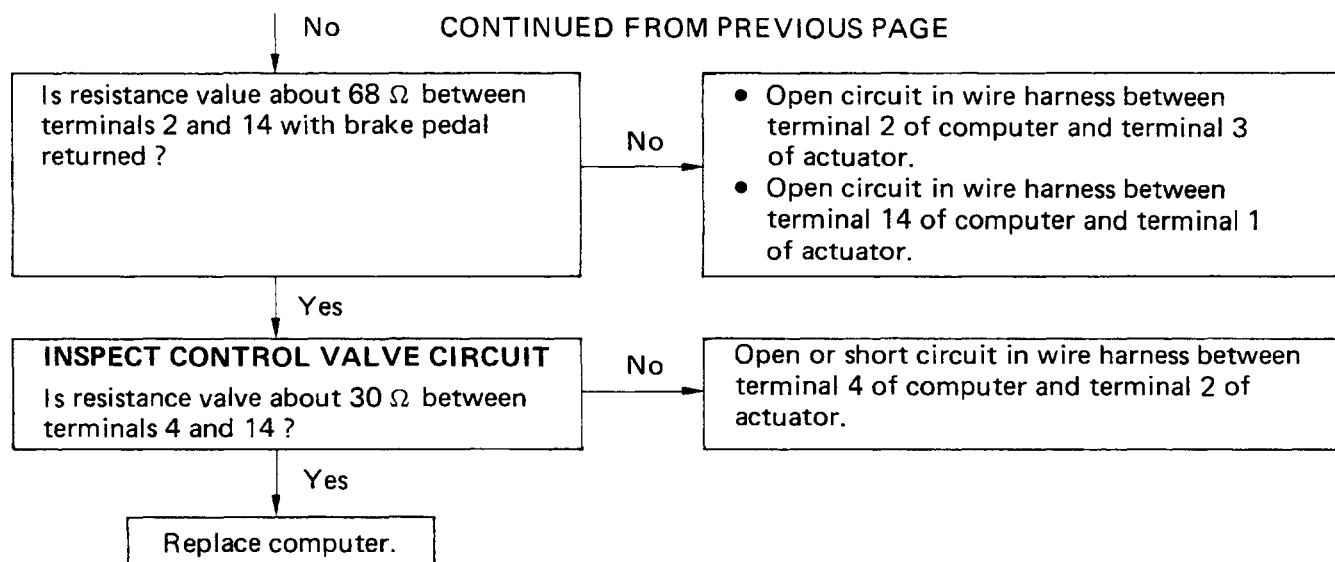 No
CONTINUED FROM PREVIOUS PAGE
Is resistance value about 68 Ω between
terminals 2 and 14 with brake pedal
returned ?
No
• Open circuit in wire harness between
terminal 2 of computer and terminal 3
of actuator.
• Open circuit in wire harness between
terminal 14 of computer and terminal 1
of actuator.
Yes
INSPECT CONTROL VALVE CIRCUIT
Is resistance valve about 30 Ω between
terminals 4 and 14 ?
No
Open or short circuit in wire harness between
terminal 4 of computer and terminal 2 of
actuator.
Yes
Replace computer.